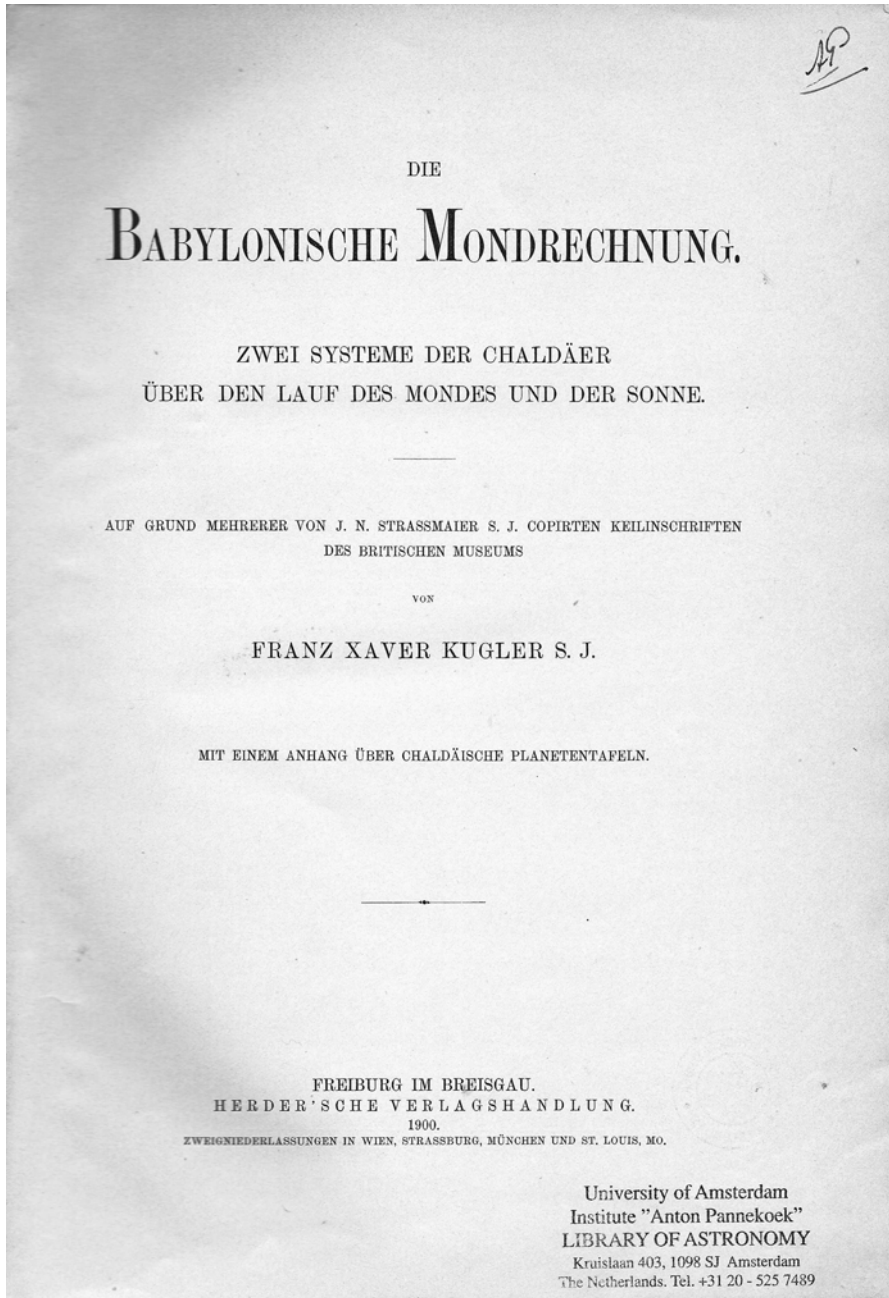 AP
DIE
BABYLONISCHE MONDRECHNUNG.
ZWEI SYSTEME DER CHALDÄER
ÜBER DEN LAUF DES MONDES UND DER SONNE.
AUF GRUND MEHRERER VON J. N. STRASSMAIER S. J. COPIRTEN KEILINSCHRIFTEN
DES BRITISCHEN MUSEUMS
VON
FRANZ XAVER KUGLER S. J.
MIT EINEM ANHANG ÜBER CHALDÄISCHE PLANETENTAFELN.
FREIBURG IM BREISGAU.
HERDER'SCHE VERLAGSHANDLUNG.
1900.
ZWEIGNIEDERLASSUNGEN IN WIEN, STRASSBURG, MÜNCHEN UND ST. LOUIS, MO.
University of Amsterdam
Institute "Anton Pannekoek"
LIBRARY OF ASTRONOMY
Kruislaan 403, 1098 SJ Amsterdam
The Netherlands. Tel. +31 20 - 525 7489